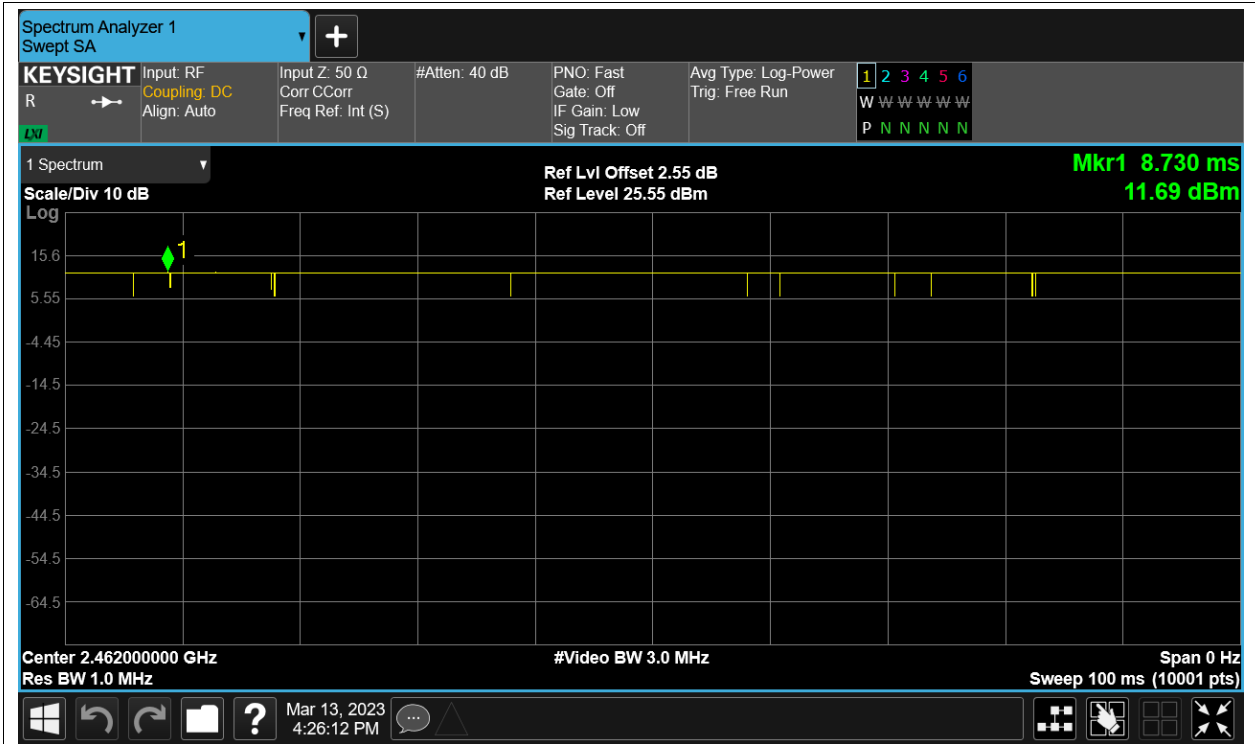 Spectrum Analyzer 1
Swept SA
KEYSIGHT
R
LXI
Input: RF
Coupling: DC
Align: Auto
Input Z: 50 Ω
Corr CCorr
Freq Ref: Int (S)
#Atten: 40 dB
PNO: Fast
Gate: Off
IF Gain: Low
Sig Track: Off
Avg Type: Log-Power
Trig: Free Run
1 2 3 4 5 6
W W W W W W
P N N N N N
1 Spectrum
Scale/Div 10 dB
Log
Ref Lvl Offset 2.55 dB
Ref Level 25.55 dBm
Mkr1 8.730 ms
11.69 dBm
1
15.6
5.55
-4.45
-14.5
-24.5
-34.5
-44.5
-54.5
-64.5
Center 2.462000000 GHz
Res BW 1.0 MHz
#Video BW 3.0 MHz
Span 0 Hz
Sweep 100 ms (10001 pts)
?
Mar 13, 2023
4:26:12 PM